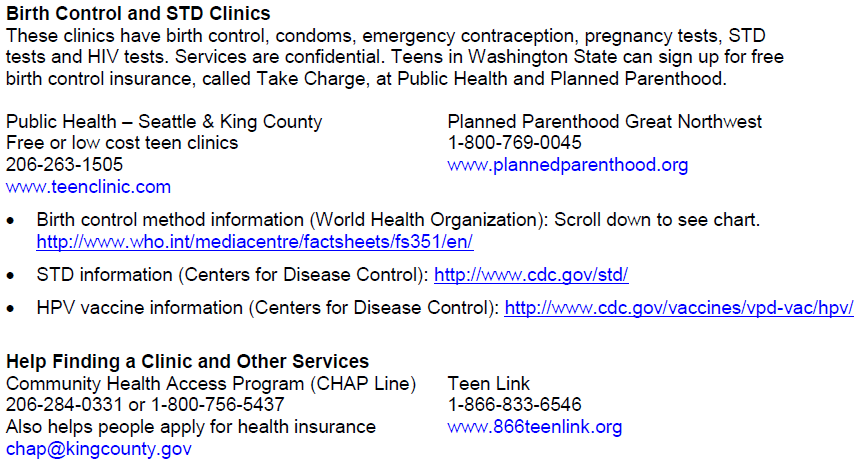 Birth Control and STD Clinics
These clinics have birth control, condoms, emergency contraception, pregnancy tests, STD
tests and HIV tests. Services are confidential. Teens in Washington State can sign up for free
birth control insurance, called Take Charge, at Public Health and Planned Parenthood.
Public Health – Seattle & King County
Free or low cost teen clinics
206-263-1505
www.teenclinic.com
Planned Parenthood Great Northwest
1-800-769-0045
www.plannedparenthood.org
• Birth control method information (World Health Organization): Scroll down to see chart.
http://www.who.int/mediacentre/factsheets/fs351/en/
• STD information (Centers for Disease Control): http://www.cdc.gov/std/
• HPV vaccine information (Centers for Disease Control): http://www.cdc.gov/vaccines/vpd-vac/hpv/
Help Finding a Clinic and Other Services
Community Health Access Program (CHAP Line)
206-284-0331 or 1-800-756-5437
Also helps people apply for health insurance
chap@kingcounty.gov
Teen Link
1-866-833-6546
www.866teenlink.org